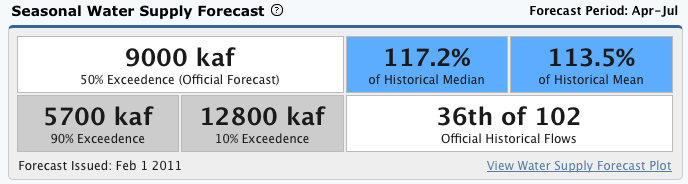 Seasonal Water Supply Forecast ?
Forecast Period: Apr-Jul
9000 kaf
50% Exceedence (Official Forecast)
117.2%
of Historical Median
113.5%
of Historical Mean
5700 kaf
90% Exceedence
12800 kaf
10% Exceedence
36th of 102
Official Historical Flows
Forecast Issued: Feb 1 2011
View Water Supply Forecast Plot